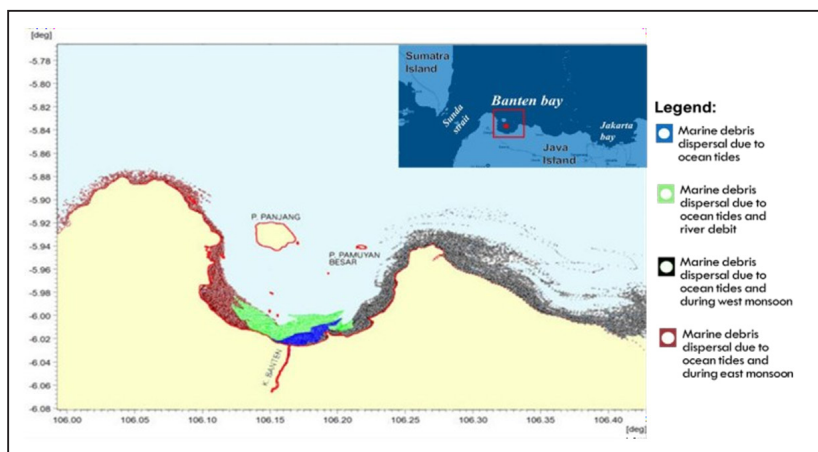 [deg]
-5.78
-5.80
-5.82
-5.84
-5.86
-5.88
-5.90
-5.92
-5.94
-5.96
-5.98
-6.00
-6.02
-6.04
-6.06
-6.08
106.00
106.05
106.10
106.15
106.20
106.25
106.30
106.35
106.40
[deg]
P. PANJANG
P. PAMUYAN
BESAR
K. BANTEN
Sumatra
Island
Sunda
strait
Banten bay
Jakarta
bay
Java
Island
Legend:
Marine debris
dispersal due to
ocean tides
Marine debris
dispersal due to
ocean tides and
river debit
Marine debris
dispersal due to
ocean tides and
during west monsoon
Marine debris
dispersal due to
ocean tides and
during east monsoon